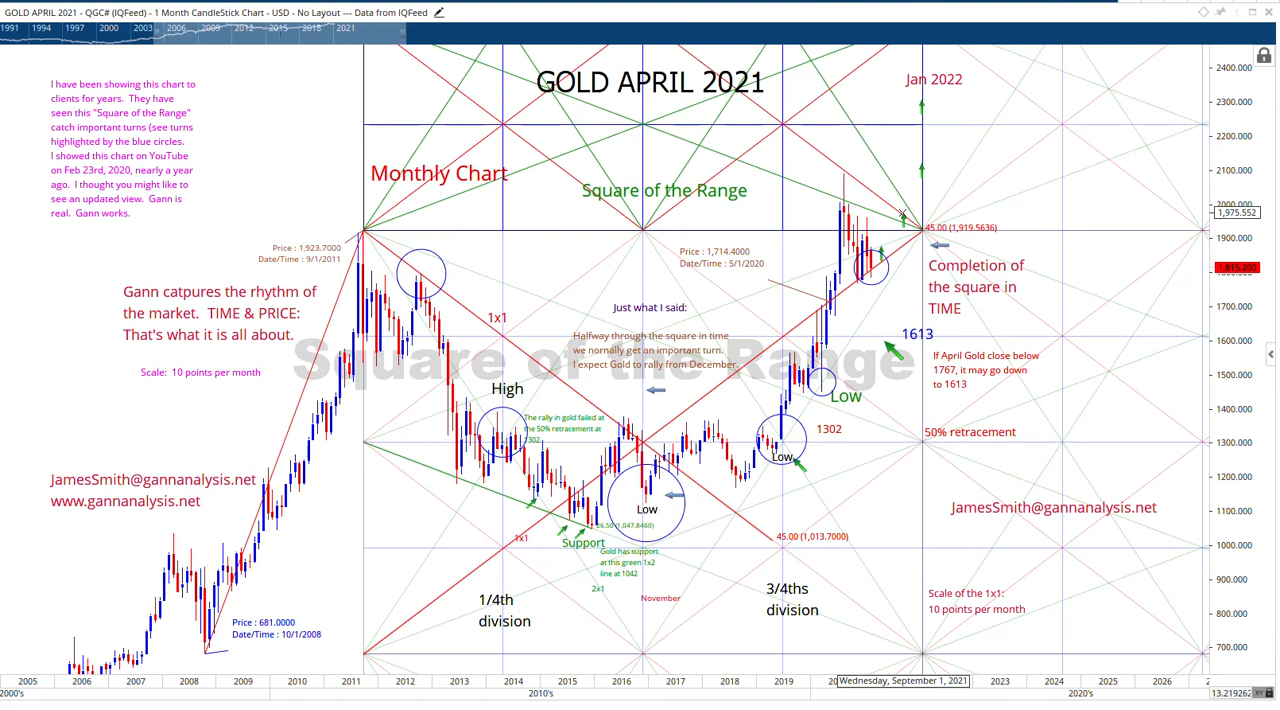 GOLD APRIL 2021 - QGC# (IQFeed) - 1 Month CandleStick Chart - USD - No Layout --- Data from IQFeed
1991 1994 1997 2000 2003 2006 2009 2012 2015 2018 2021
I have been showing this chart to
clients for years. They have
seen this "Square of the Range"
catch important turns (see turns
highlighted by the blue circles.
I showed this chart on YouTube
on Feb 23rd, 2020, nearly a year
ago. I thought you might like to
see an updated view. Gann is
real. Gann works.
GOLD APRIL 2021
Jan 2022
Monthly Chart
Square of the Range
Price : 1,923.7000
Date/Time : 9/1/2011
Price : 1,714.4000
Date/Time : 5/1/2020
45.00 (1,919.5636)
Completion of
the square in
TIME
Gann catpures the rhythm of
the market. TIME & PRICE:
That's what it is all about.
Scale: 10 points per month
1x1
Just what I said:
Halfway through the square in time
we nornally get an important turn.
I expect Gold to rally from December.
Square of the Range
1613
If April Gold close below
1767, it may go down
to 1613
High
Low
The rally in gold failed at
the 50% retracement at
1302
1302
50% retracement
Low
JamesSmith@gannanalysis.net
www.gannanalysis.net
Low
JamesSmith@gannanalysis.net
26.50 (1,047.8460)
1x1
Support
45.00 (1,013.7000)
Gold has support
at this green 1x2
line at 1042
2x1
November
1/4th
division
3/4ths
division
Scale of the 1x1:
10 points per month
Price : 681.0000
Date/Time : 10/1/2008
2400.000
2300.000
2200.000
2100.000
2000.000
1,975.552
1900.000
1,815.200
1700.000
1600.000
1500.000
1400.000
1300.000
1200.000
1100.000
1000.000
900.000
800.000
700.000
2005 2006 2007 2008 2009 2010 2011 2012 2013 2014 2015 2016 2017 2018 2019 20 Wednesday, September 1, 2021 2023 2024 2025 2026
2000's 2010's 2020's
13.219262 XY